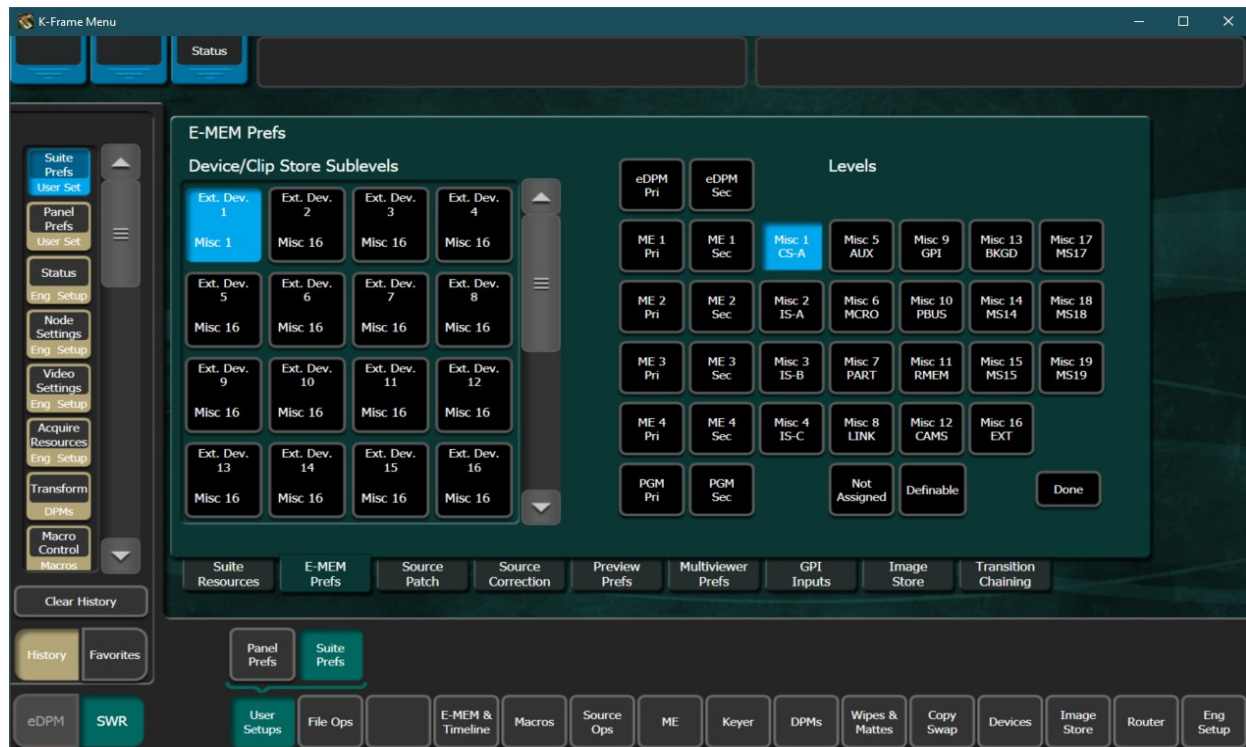 K-Frame Menu
Status
E-MEM Prefs
Device/Clip Store Sublevels
Levels
Suite
Prefs
User Set
Panel
Prefs
User Set
Status
Eng Setup
Node
Settings
Eng Setup
Video
Settings
Eng Setup
Acquire
Resources
Eng Setup
Transform
DPMs
Macro
Control
Macros
Clear History
History
Favorites
eDPM
SWR
Ext. Dev.
1
Misc 1
Ext. Dev.
2
Misc 16
Ext. Dev.
3
Misc 16
Ext. Dev.
4
Misc 16
Ext. Dev.
5
Misc 16
Ext. Dev.
6
Misc 16
Ext. Dev.
7
Misc 16
Ext. Dev.
8
Misc 16
Ext. Dev.
9
Misc 16
Ext. Dev.
10
Misc 16
Ext. Dev.
11
Misc 16
Ext. Dev.
12
Misc 16
Ext. Dev.
13
Misc 16
Ext. Dev.
14
Misc 16
Ext. Dev.
15
Misc 16
Ext. Dev.
16
Misc 16
eDPM
Pri
eDPM
Sec
ME 1
Pri
ME 1
Sec
Misc 1
CS-A
Misc 5
AUX
Misc 9
GPI
Misc 13
BKGD
Misc 17
MS17
ME 2
Pri
ME 2
Sec
Misc 2
IS-A
Misc 6
MCRO
Misc 10
PBUS
Misc 14
MS14
Misc 18
MS18
ME 3
Pri
ME 3
Sec
Misc 3
IS-B
Misc 7
PART
Misc 11
RMEM
Misc 15
MS15
Misc 19
MS19
ME 4
Pri
ME 4
Sec
Misc 4
IS-C
Misc 8
LINK
Misc 12
CAMS
Misc 16
EXT
PGM
Pri
PGM
Sec
Not
Assigned
Definable
Done
Suite
Resources
E-MEM
Prefs
Source
Patch
Source
Correction
Preview
Prefs
Multiviewer
Prefs
GPI
Inputs
Image
Store
Transition
Chaining
Panel
Prefs
Suite
Prefs
User
Setups
File Ops
E-MEM &
Timeline
Macros
Source
Ops
ME
Keyer
DPMs
Wipes &
Mattes
Copy
Swap
Devices
Image
Store
Router
Eng
Setup